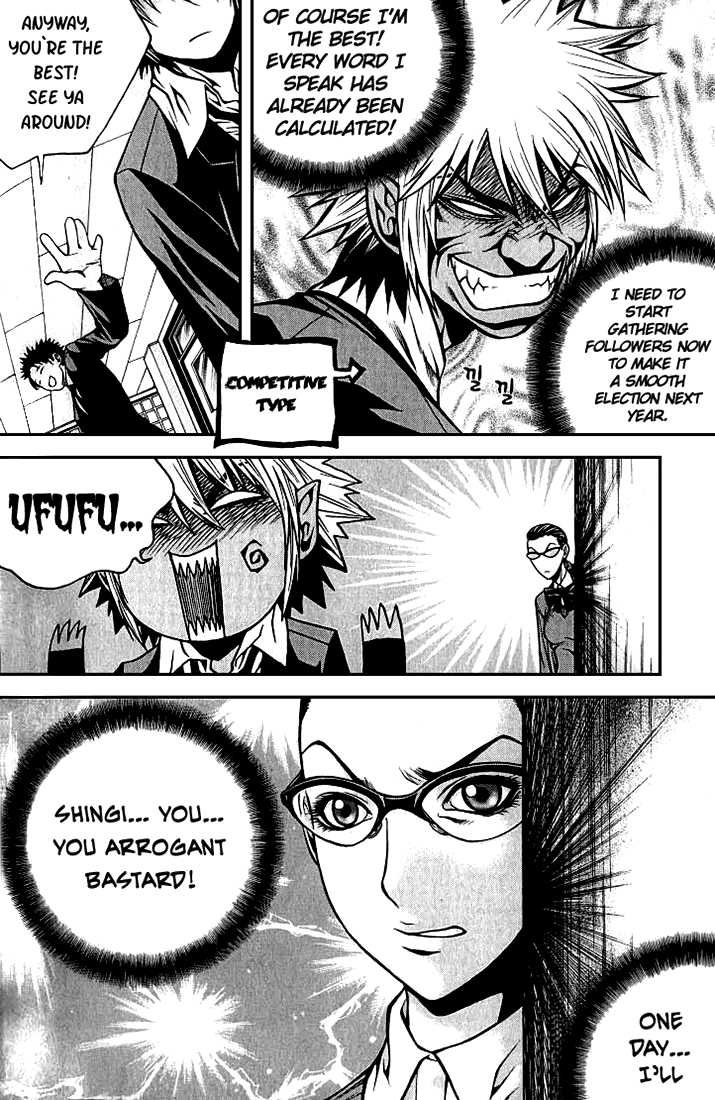 ANYWAY,
YOU`RE THE
BEST!
SEE YA
AROUND!
OF COURSE I'M
THE BEST!
EVERY WORD I
SPEAK HAS
ALREADY BEEN
CALCULATED!
I NEED TO
START
GATHERING
FOLLOWERS NOW
TO MAKE IT
A SMOOTH
ELECTION NEXT
YEAR.
COMPETITIVE
TYPE
낄 낄
UFUFU...
SHINGI... YOU...
YOU ARROGANT
BASTARD!
ONE
DAY...
I'LL